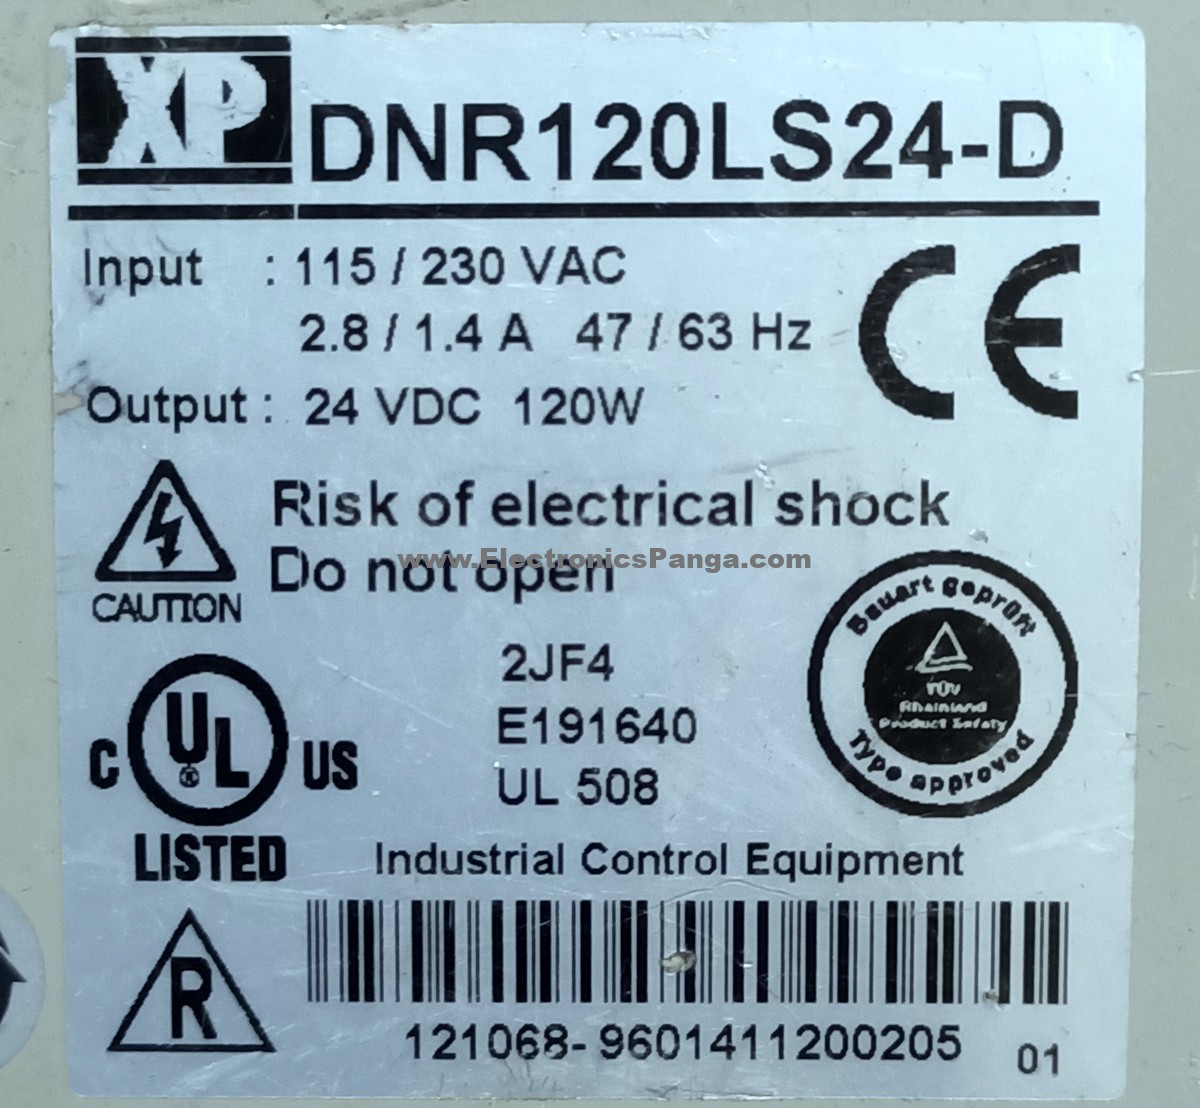 XP DNR120LS24-D
Input : 115 / 230 VAC
2.8 / 1.4 A 47 / 63 Hz
CE
Output : 24 VDC 120W
Risk of electrical shock
www.ElectronicsPanga.com
Do not open
CAUTION
Bauart geprüft
TÜV
Rheinland
Product Safety
Type approved
2JF4
E191640
UL 508
C UL ® US
LISTED
Industrial Control Equipment
R
121068-9601411200205 01